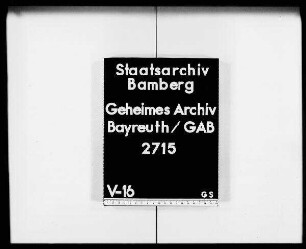 Staatsarchiv
Bamberg
Geheimes Archiv
Bayreuth/GAB
2715
V-16 GS